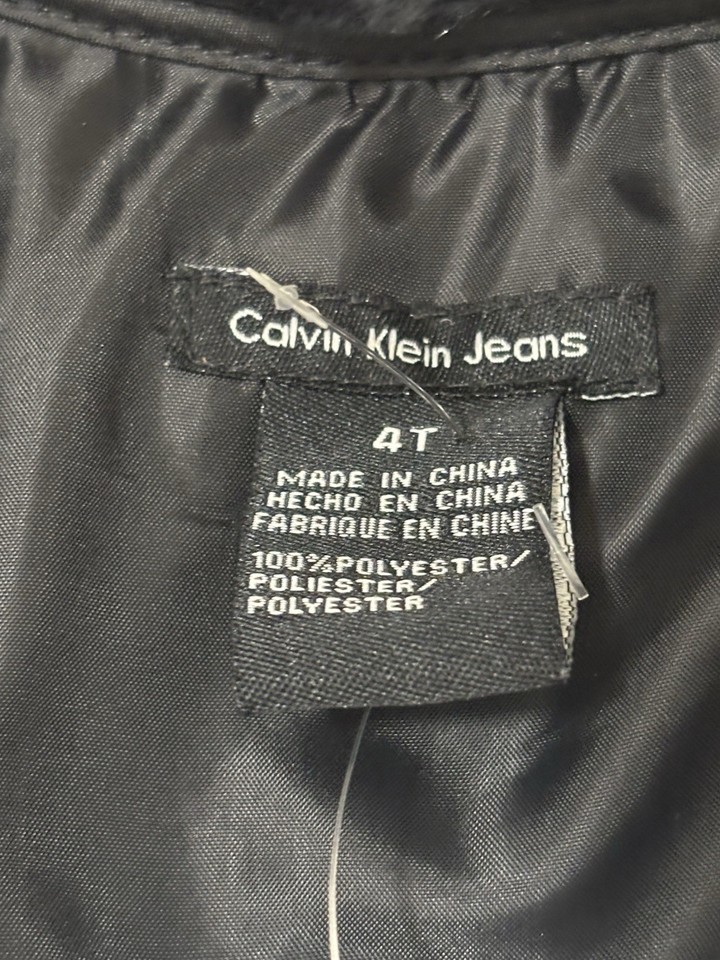 Calvin Klein Jeans
4T
MADE IN CHINA
HECHO EN CHINA
FABRIQUE EN CHINE
100%POLYESTER/
POLIESTER/
POLYESTER